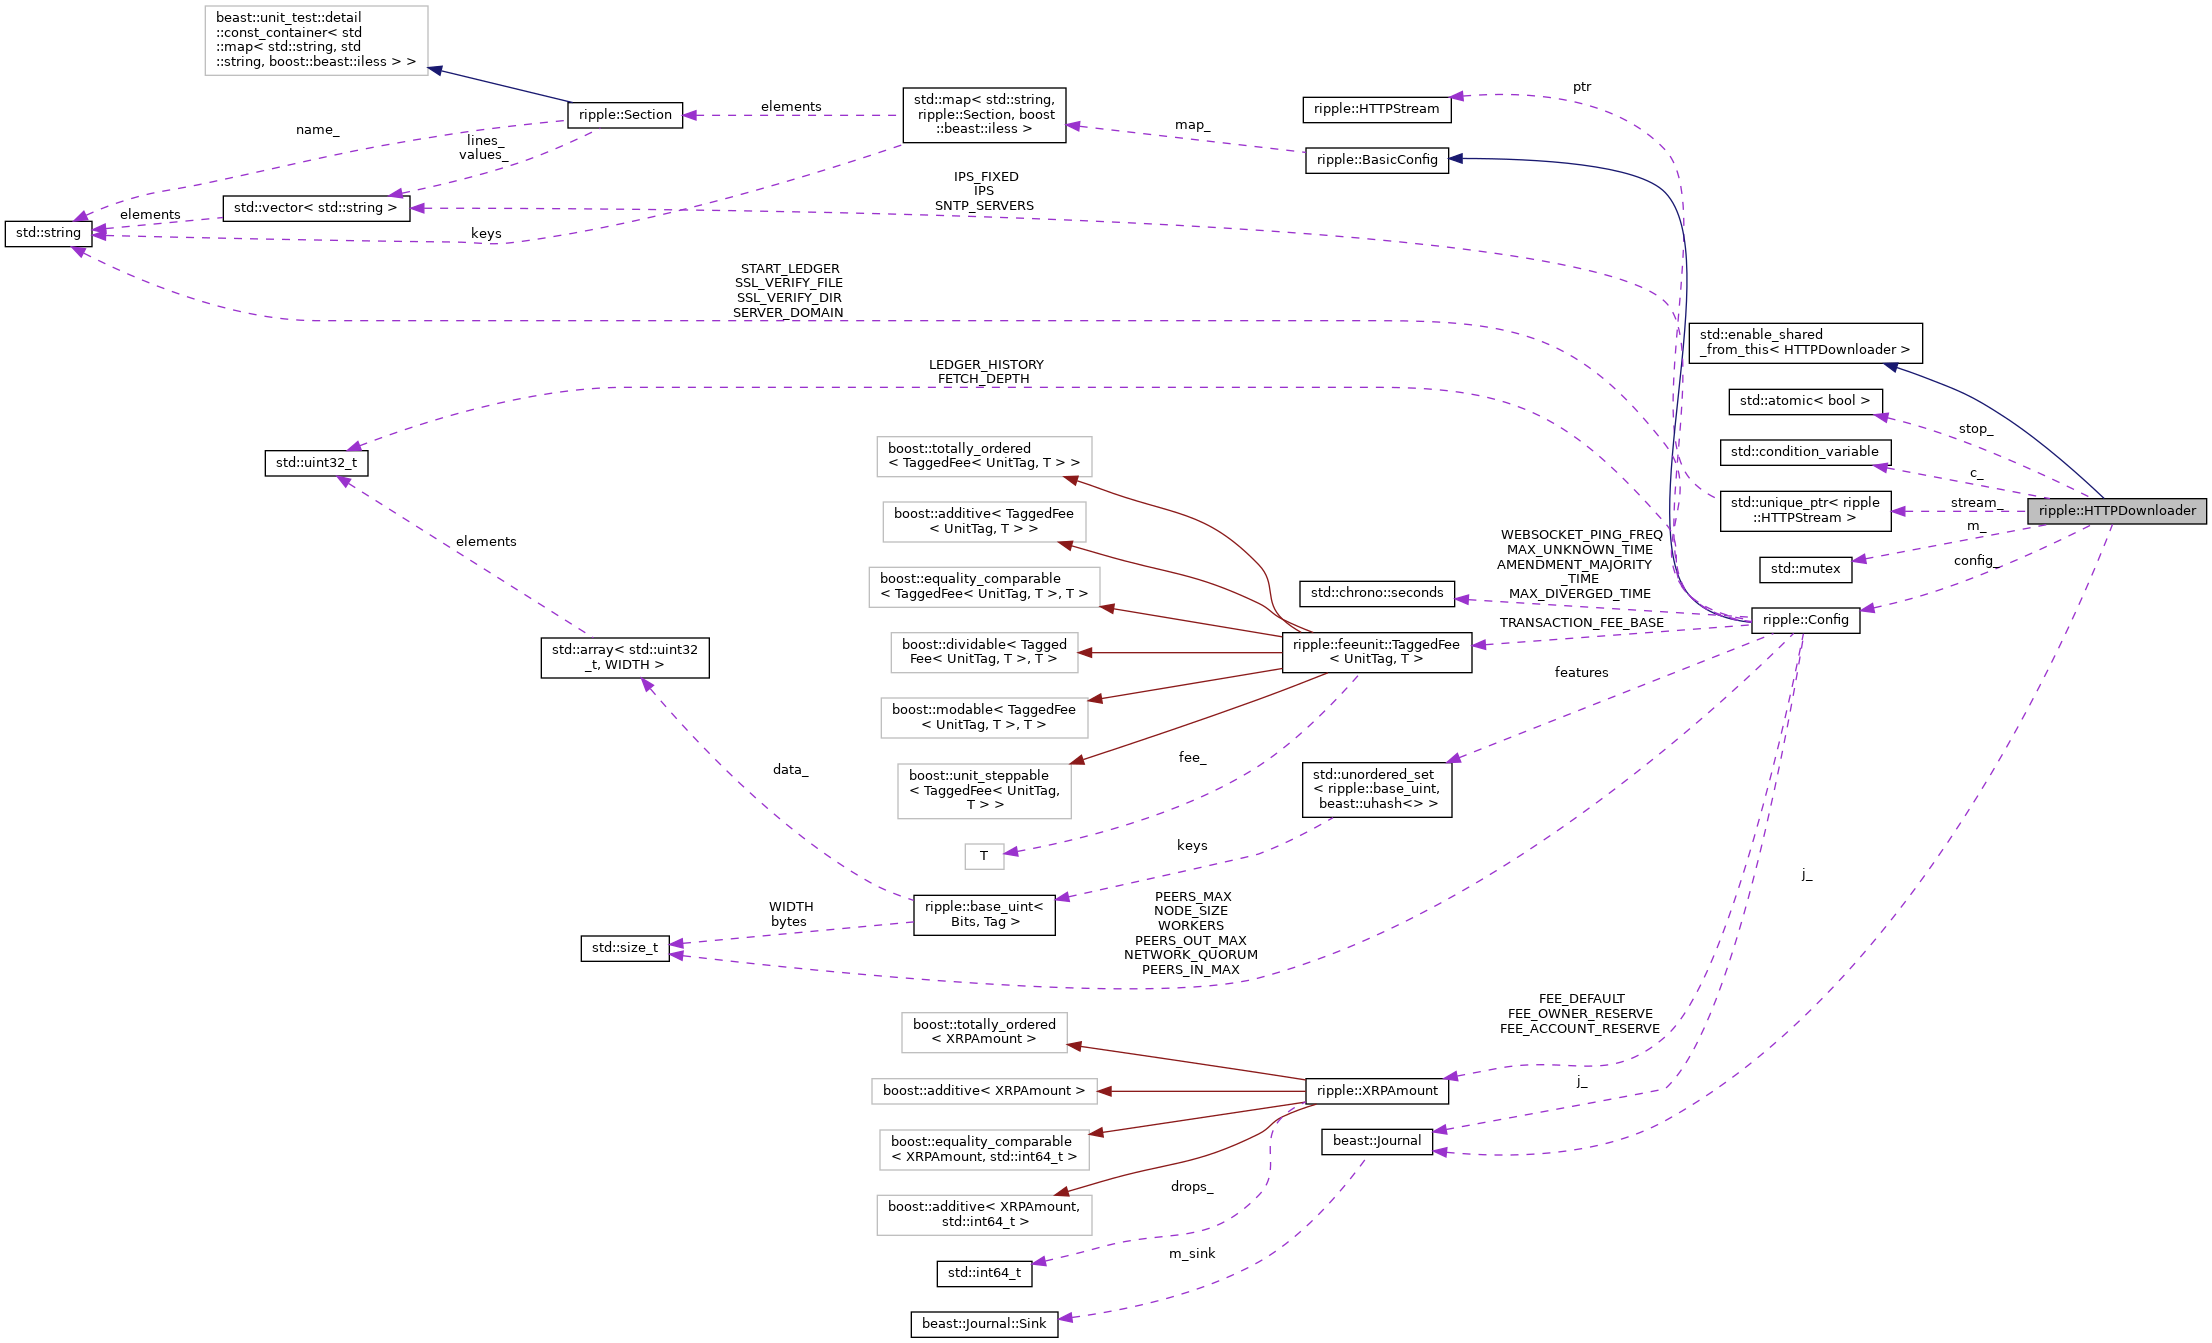 beast::unit_test::detail
::const_container< std
::map< std::string, std
::string, boost::beast::iless > >
ripple::Section
name_
lines_
values_
std::vector< std::string >
elements
std::string
elements
std::map< std::string,
ripple::Section, boost
::beast::iless >
keys
map_
ptr
ripple::HTTPStream
ripple::BasicConfig
IPS_FIXED
IPS
SNTP_SERVERS
START_LEDGER
SSL_VERIFY_FILE
SSL_VERIFY_DIR
SERVER_DOMAIN
LEDGER_HISTORY
FETCH_DEPTH
std::enable_shared
_from_this< HTTPDownloader >
std::atomic< bool >
stop_
std::condition_variable
c_
std::unique_ptr< ripple
::HTTPStream >
stream_
ripple::HTTPDownloader
m_
std::mutex
config_
ripple::Config
j_
std::uint32_t
elements
std::array< std::uint32
_t, WIDTH >
data_
boost::totally_ordered
< TaggedFee< UnitTag, T > >
boost::additive< TaggedFee
< UnitTag, T > >
boost::equality_comparable
< TaggedFee< UnitTag, T >, T >
boost::dividable< Tagged
Fee< UnitTag, T >, T >
boost::modable< TaggedFee
< UnitTag, T >, T >
boost::unit_steppable
< TaggedFee< UnitTag,
T > >
T
fee_
WEBSOCKET_PING_FREQ
MAX_UNKNOWN_TIME
AMENDMENT_MAJORITY
_TIME
MAX_DIVERGED_TIME
std::chrono::seconds
TRANSACTION_FEE_BASE
ripple::feeunit::TaggedFee
< UnitTag, T >
features
std::unordered_set
< ripple::base_uint,
beast::uhash<> >
keys
ripple::base_uint<
Bits, Tag >
WIDTH
bytes
std::size_t
PEERS_MAX
NODE_SIZE
WORKERS
PEERS_OUT_MAX
NETWORK_QUORUM
PEERS_IN_MAX
FEE_DEFAULT
FEE_OWNER_RESERVE
FEE_ACCOUNT_RESERVE
boost::totally_ordered
< XRPAmount >
boost::additive< XRPAmount >
boost::equality_comparable
< XRPAmount, std::int64_t >
boost::additive< XRPAmount,
std::int64_t >
ripple::XRPAmount
j_
beast::Journal
drops_
std::int64_t
m_sink
beast::Journal::Sink